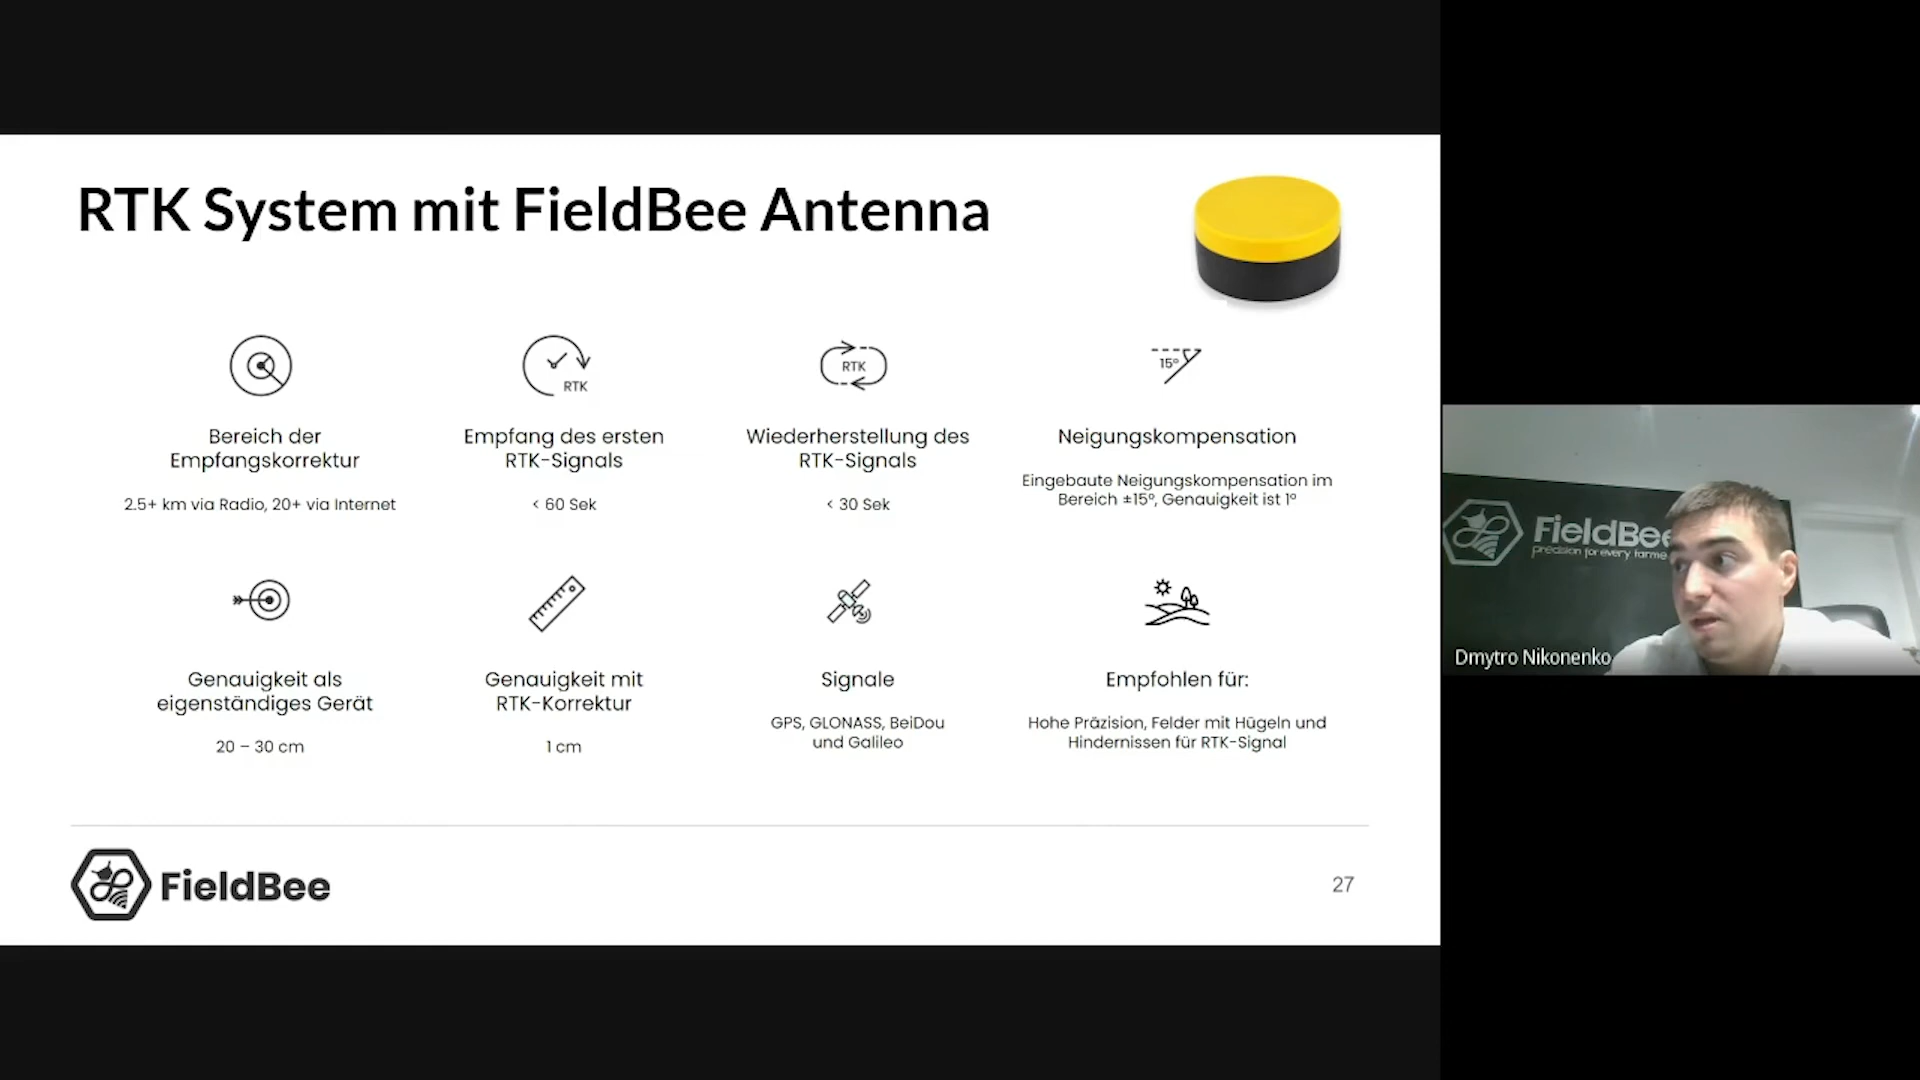 RTK System mit FieldBee Antenna
RTK
RTK
15°
Bereich der
Empfangskorrektur
2.5+ km via Radio, 20+ via Internet
Empfang des ersten
RTK-Signals
< 60 Sek
Wiederherstellung des
RTK-Signals
< 30 Sek
Neigungskompensation
Eingebaute Neigungskompensation im
Bereich ±15°, Genauigkeit ist 1°
Genauigkeit als
eigenständiges Gerät
20 – 30 cm
Genauigkeit mit
RTK-Korrektur
1 cm
Signale
GPS, GLONASS, BeiDou
und Galileo
Empfohlen für:
Hohe Präzision, Felder mit Hügeln und
Hindernissen für RTK-Signal
FieldBee
27
FieldBee
precision for every farme
Dmytro Nikonenko